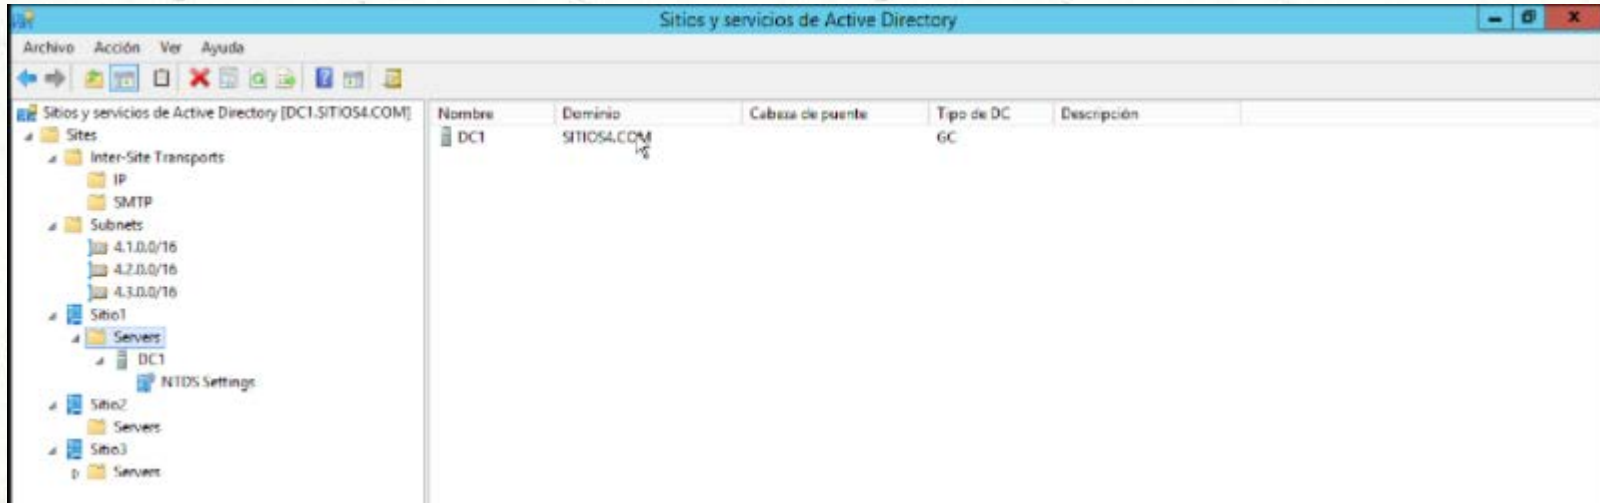 Sitios y servicios de Active Directory
Archivo Acción Ver Ayuda
Sitios y servicios de Active Directory [DC1.SITIOS4.COM]
Sites
Inter-Site Transports
IP
SMTP
Subnets
4.1.0.0/16
4.2.0.0/16
4.3.0.0/16
Sitio1
Servers
DC1
NTDS Settings
Sitio2
Servers
Sitio3
Servers
Nombre Dominio Cabeza de puente Tipo de DC Descripción
DC1 SITIOS4.COM GC